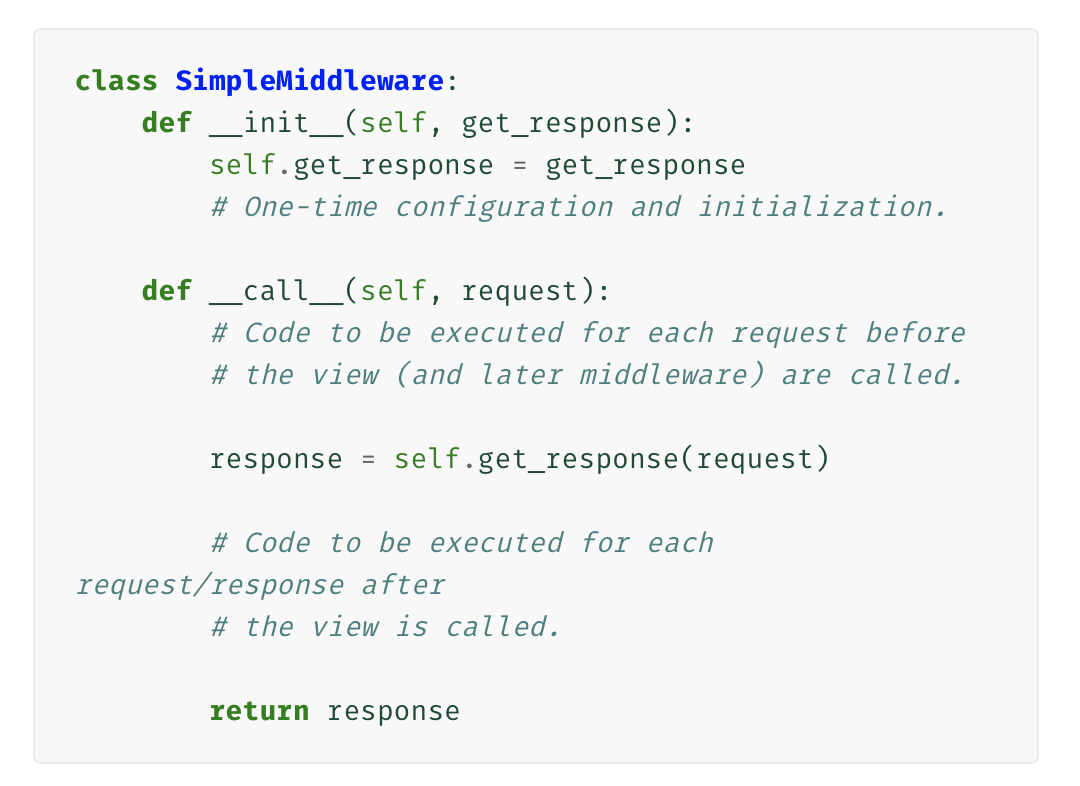 class SimpleMiddleware:
    def __init__(self, get_response):
        self.get_response = get_response
        # One-time configuration and initialization.

    def __call__(self, request):
        # Code to be executed for each request before
        # the view (and later middleware) are called.

        response = self.get_response(request)

        # Code to be executed for each
request/response after
        # the view is called.

        return response